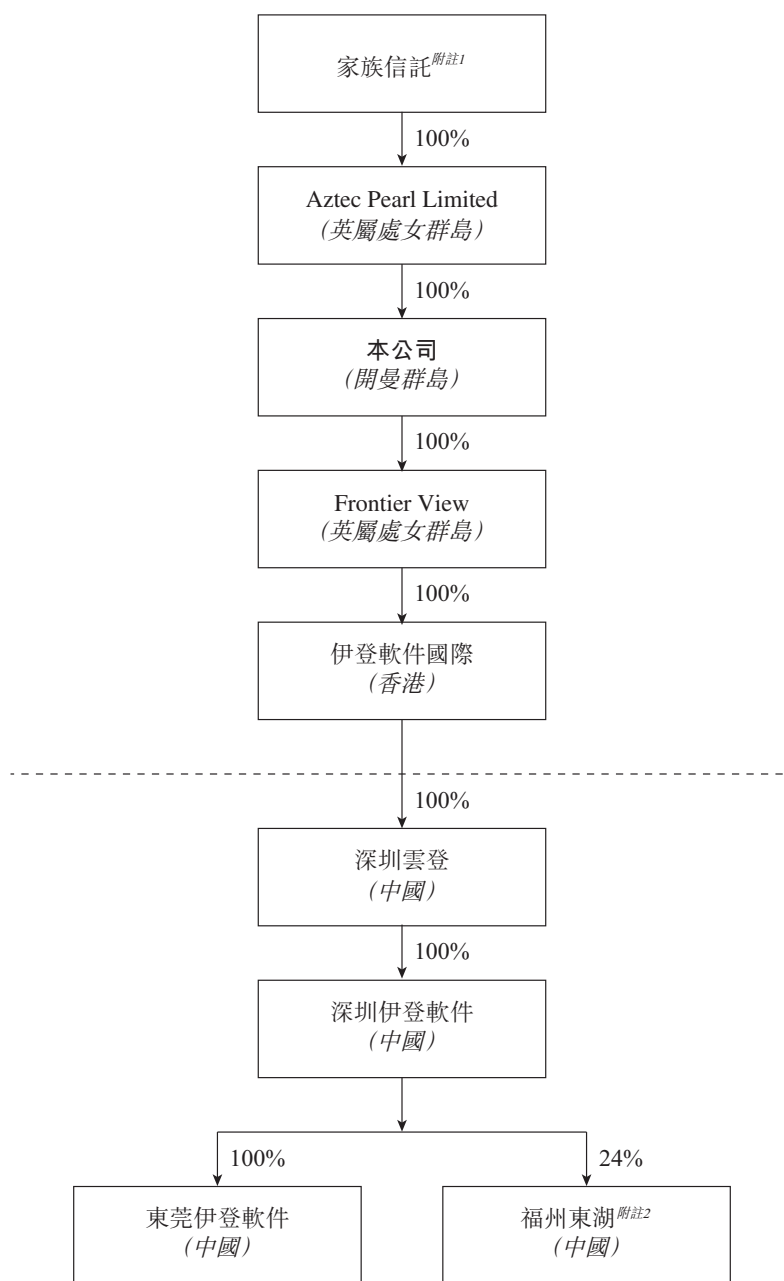 家族信託附註1
100%
Aztec Pearl Limited
(英屬處女群島)
100%
本公司
(開曼群島)
100%
Frontier View
(英屬處女群島)
100%
伊登軟件國際
(香港)
100%
深圳雲登
(中國)
100%
深圳伊登軟件
(中國)
100%
24%
東莞伊登軟件
(中國)
福州東湖附註2
(中國)